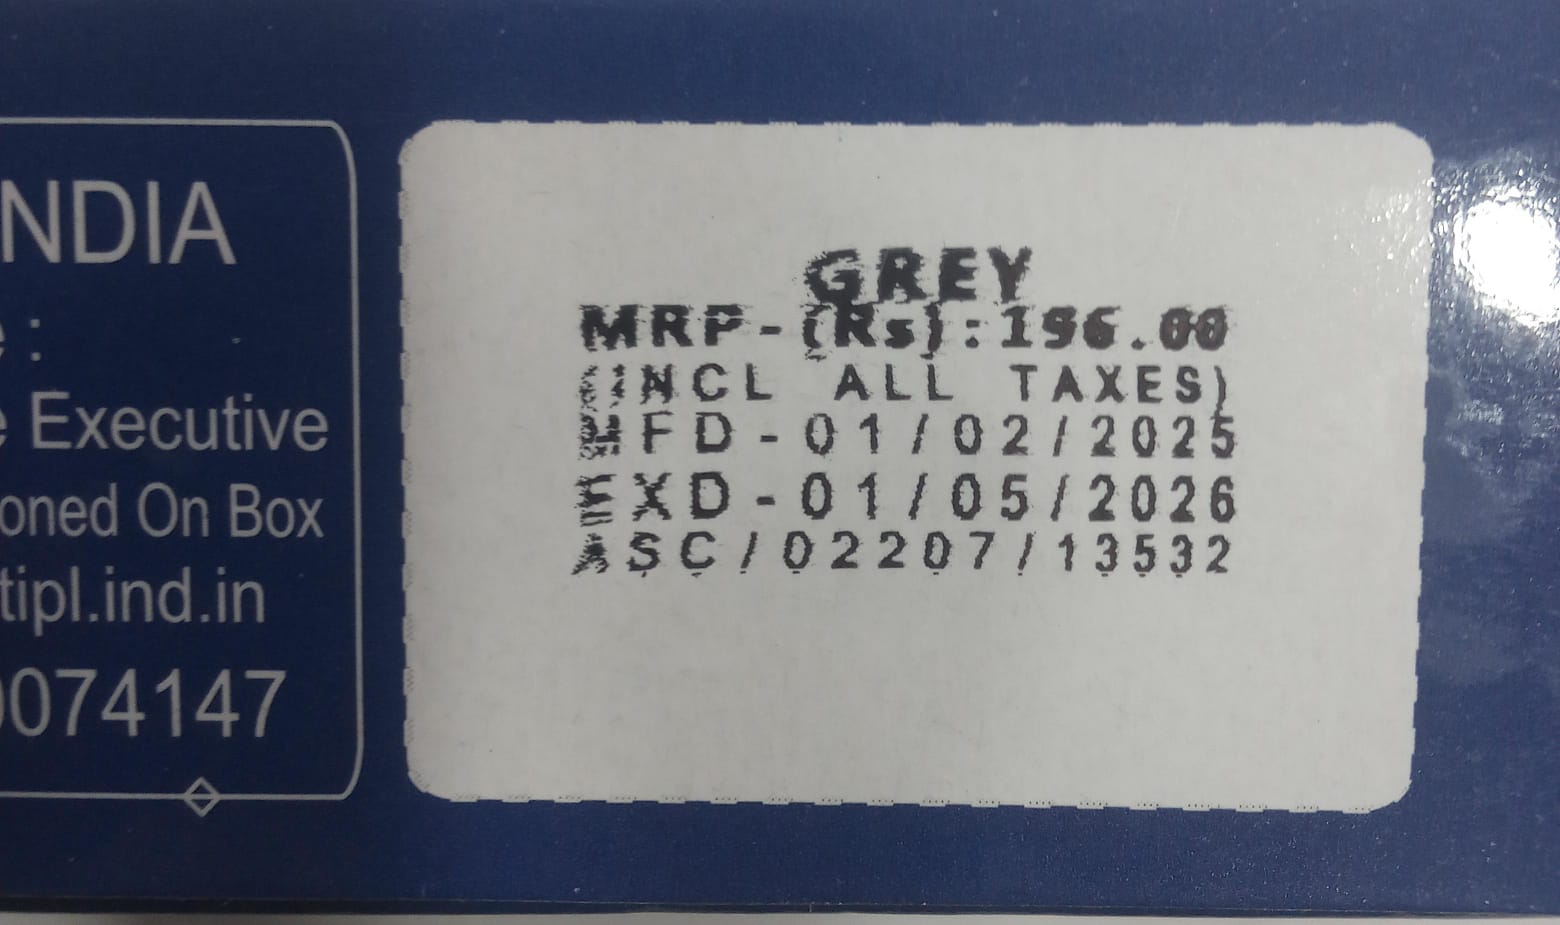 NDIA
e :
e Executive
oned On Box
tipl.ind.in
0074147
GREY
MRP-(Rs):196.00
(INCL ALL TAXES)
MFD-01/02/2025
EXD-01/05/2026
ASC/02207/13532